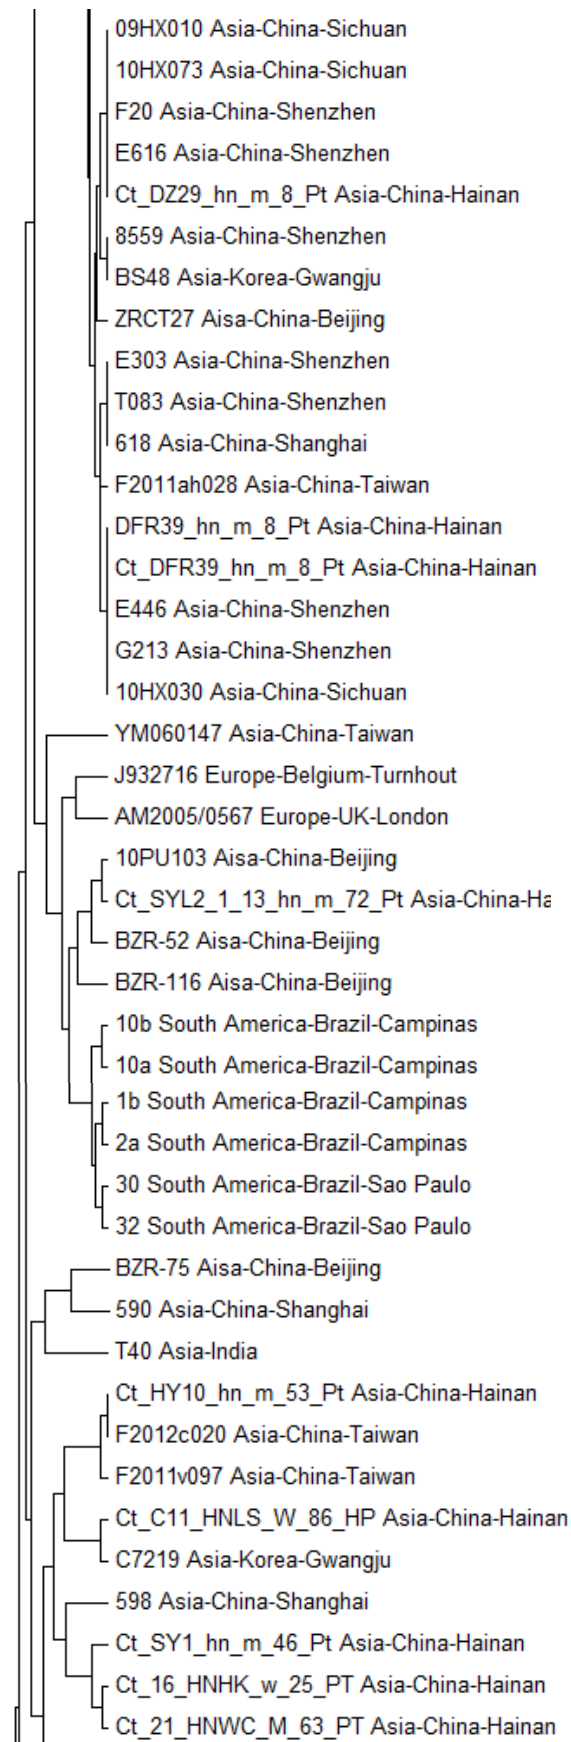 09HX010 Asia-China-Sichuan
10HX073 Asia-China-Sichuan
F20 Asia-China-Shenzhen
E616 Asia-China-Shenzhen
Ct_DZ29_hn_m_8_Pt Asia-China-Hainan
8559 Asia-China-Shenzhen
BS48 Asia-Korea-Gwangju
ZRCT27 Aisa-China-Beijing
E303 Asia-China-Shenzhen
T083 Asia-China-Shenzhen
618 Asia-China-Shanghai
F2011ah028 Asia-China-Taiwan
DFR39_hn_m_8_Pt Asia-China-Hainan
Ct_DFR39_hn_m_8_Pt Asia-China-Hainan
E446 Asia-China-Shenzhen
G213 Asia-China-Shenzhen
10HX030 Asia-China-Sichuan
YM060147 Asia-China-Taiwan
J932716 Europe-Belgium-Turnhout
AM2005/0567 Europe-UK-London
10PU103 Aisa-China-Beijing
Ct_SYL2_1_13_hn_m_72_Pt Asia-China-Ha
BZR-52 Aisa-China-Beijing
BZR-116 Aisa-China-Beijing
10b South America-Brazil-Campinas
10a South America-Brazil-Campinas
1b South America-Brazil-Campinas
2a South America-Brazil-Campinas
30 South America-Brazil-Sao Paulo
32 South America-Brazil-Sao Paulo
BZR-75 Aisa-China-Beijing
590 Asia-China-Shanghai
T40 Asia-India
Ct_HY10_hn_m_53_Pt Asia-China-Hainan
F2012c020 Asia-China-Taiwan
F2011v097 Asia-China-Taiwan
Ct_C11_HNLS_W_86_HP Asia-China-Hainan
C7219 Asia-Korea-Gwangju
598 Asia-China-Shanghai
Ct_SY1_hn_m_46_Pt Asia-China-Hainan
Ct_16_HNHK_w_25_PT Asia-China-Hainan
Ct_21_HNWC_M_63_PT Asia-China-Hainan